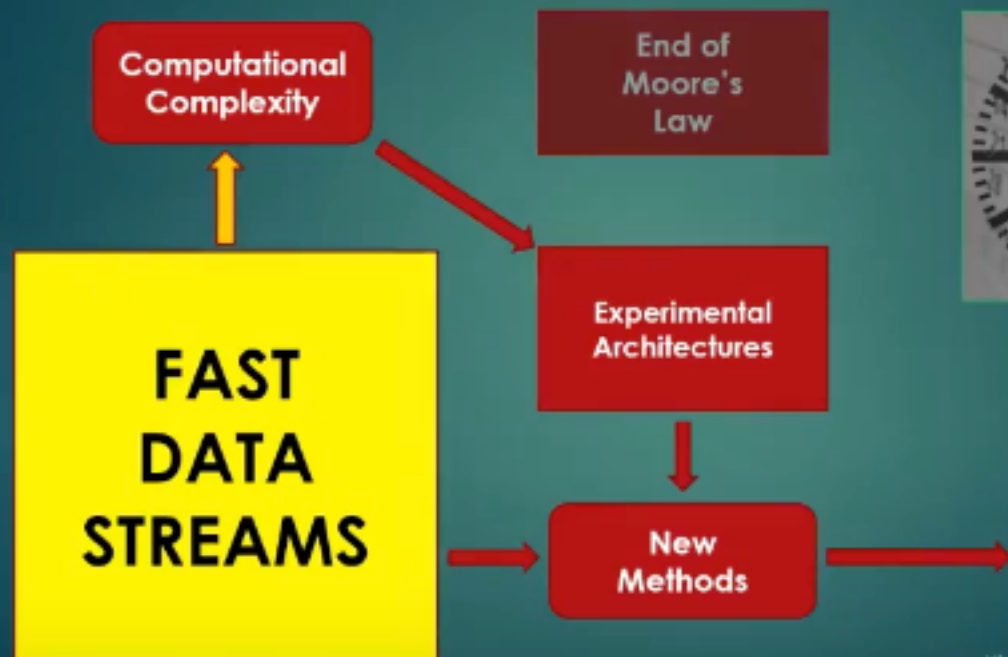 Computational
Complexity
End of
Moore's
Law
Experimental
Architectures
FAST
DATA
STREAMS
New
Methods